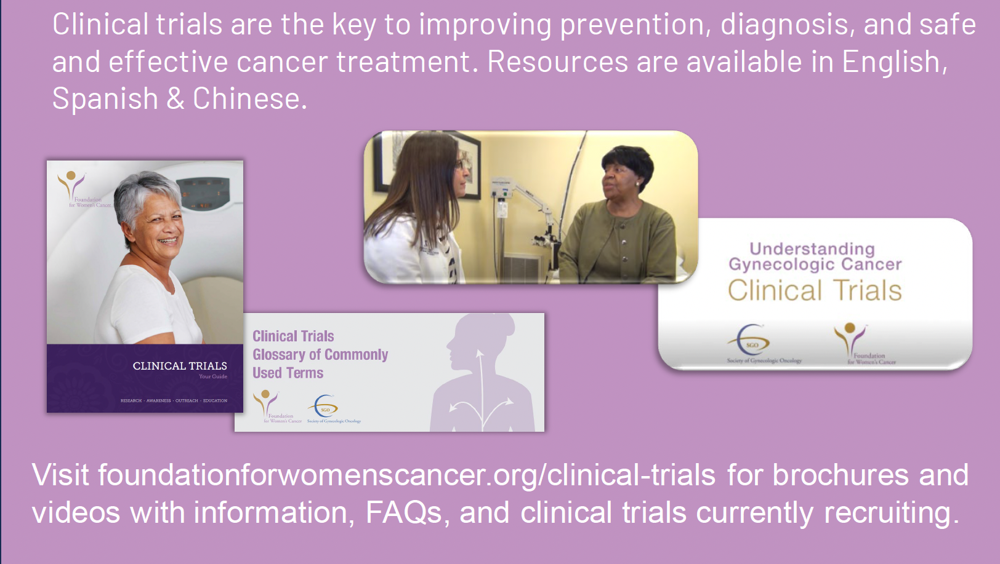 Clinical trials are the key to improving prevention, diagnosis, and safe
and effective cancer treatment. Resources are available in English,
Spanish & Chinese.
Foundation
for Women's Cancer
CLINICAL TRIALS
Your Guide
RESEARCH · AWARENESS · OUTREACH · EDUCATION
Clinical Trials
Glossary of Commonly
Used Terms
Foundation
for Women's Cancer
SGO
Society of Gynecologic Oncology
Understanding
Gynecologic Cancer
Clinical Trials
SGO
Society of Gynecologic Oncology
Foundation
for Women's Cancer
Visit foundationforwomenscancer.org/clinical-trials for brochures and
videos with information, FAQs, and clinical trials currently recruiting.